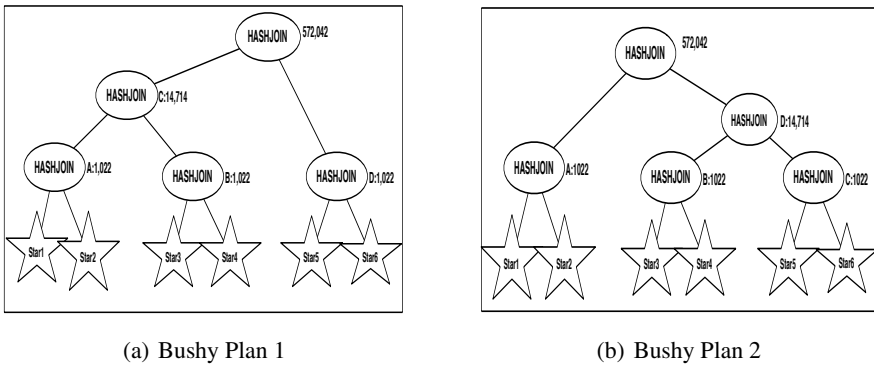 HASHJOIN 572,042
HASHJOIN C:14,714
HASHJOIN A:1,022
HASHJOIN B:1,022
HASHJOIN D:1,022
Star1
Star2
Star3
Star4
Star5
Star6
(a) Bushy Plan 1
572,042
HASHJOIN
HASHJOIN D:14,714
HASHJOIN A:1022
HASHJOIN B:1022
HASHJOIN C:1022
Star1
Star2
Star3
Star4
Star5
Star6
(b) Bushy Plan 2